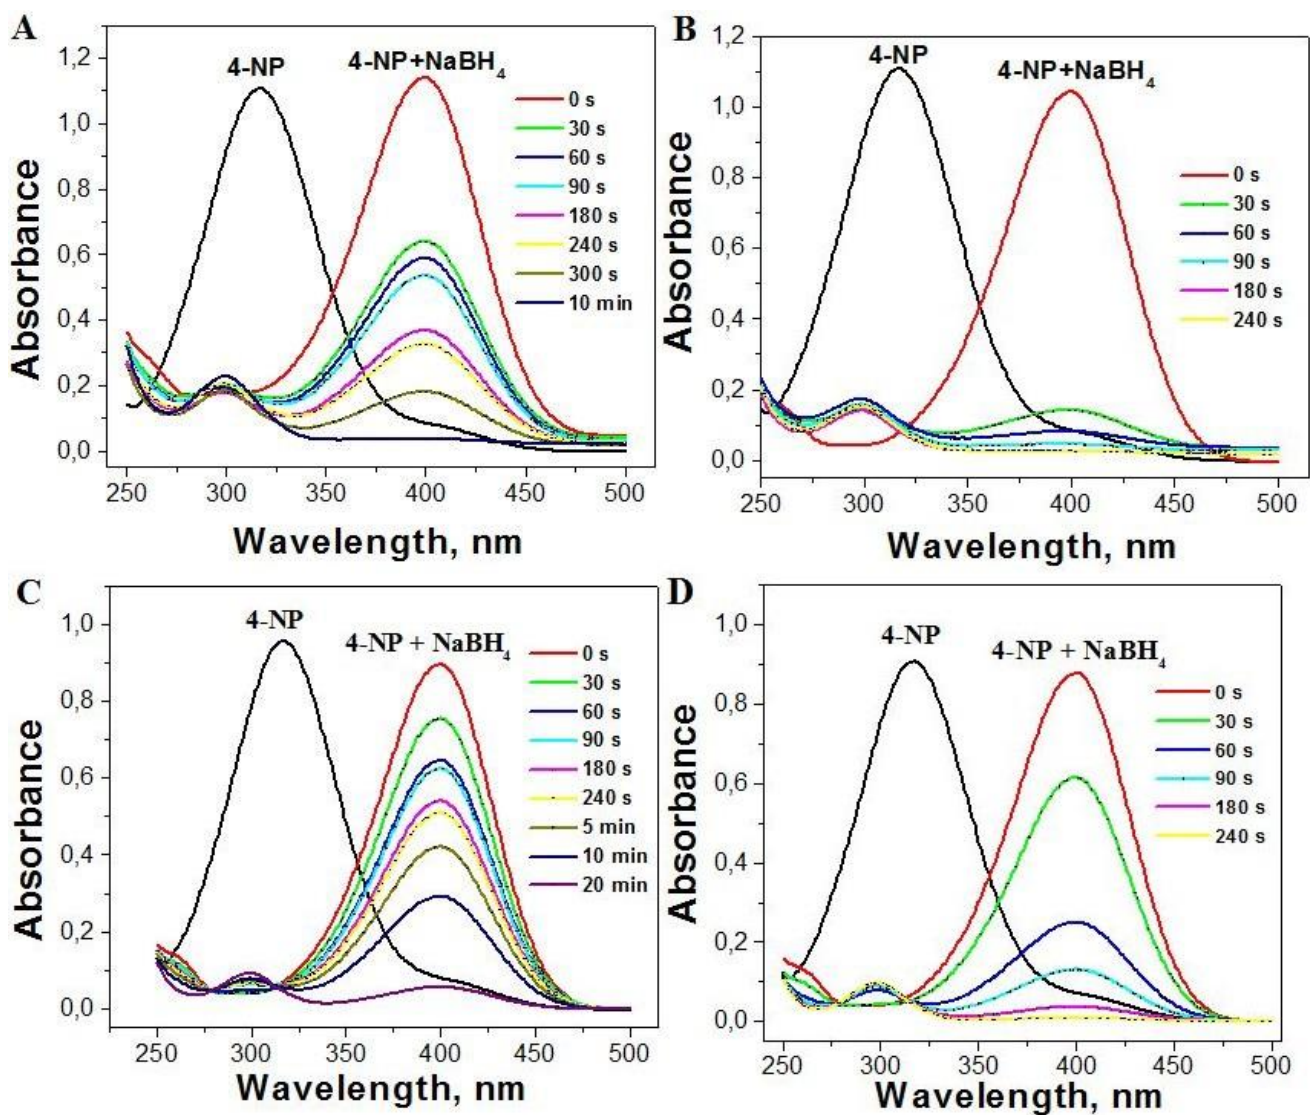 A
4-NP
4-NP+NaBH4
0 s
30 s
60 s
90 s
180 s
240 s
300 s
10 min
1,2
1,0
0,8
0,6
0,4
0,2
0,0
Absorbance
250 300 350 400 450 500
Wavelength, nm
B
4-NP
4-NP+NaBH4
0 s
30 s
60 s
90 s
180 s
240 s
1,2
1,0
0,8
0,6
0,4
0,2
0,0
Absorbance
250 300 350 400 450 500
Wavelength, nm
C
4-NP
4-NP + NaBH4
0 s
30 s
60 s
90 s
180 s
240 s
5 min
10 min
20 min
1,0
0,8
0,6
0,4
0,2
0,0
Absorbance
250 300 350 400 450 500
Wavelength, nm
D
4-NP
4-NP + NaBH4
0 s
30 s
60 s
90 s
180 s
240 s
1,0
0,8
0,6
0,4
0,2
0,0
Absorbance
250 300 350 400 450 500
Wavelength, nm